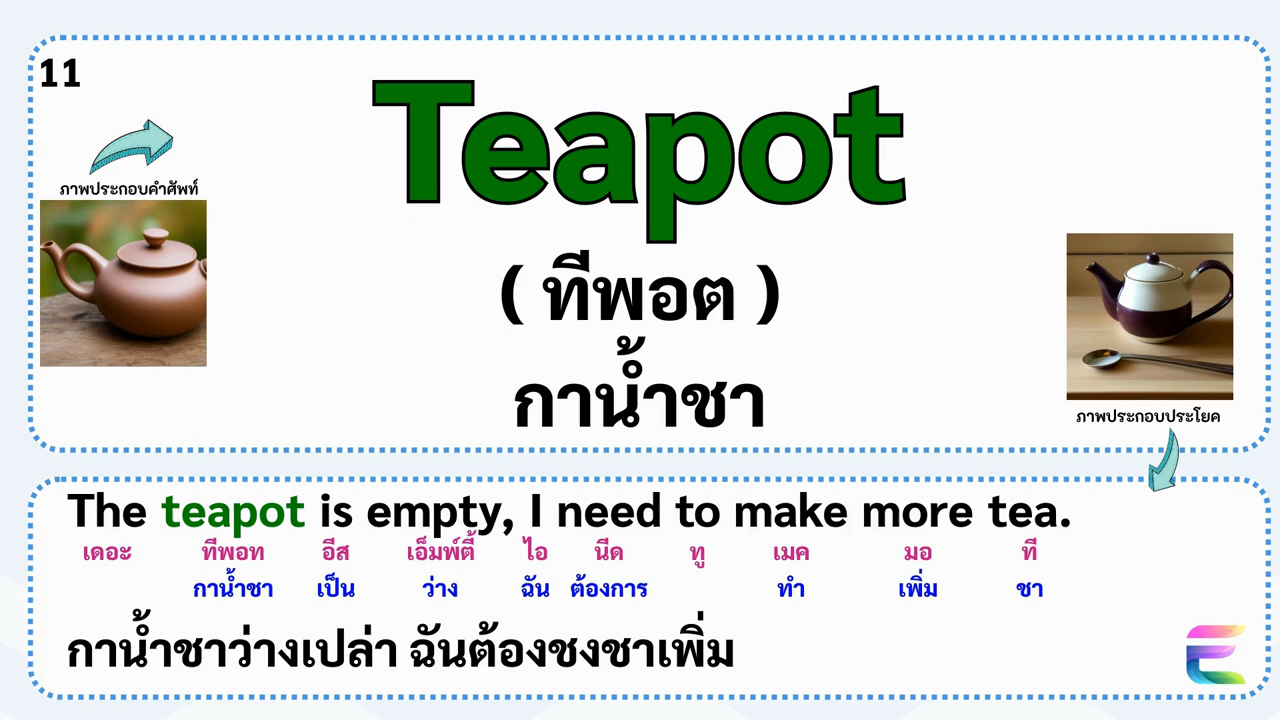 11
Teapot
ภาพประกอบคำศัพท์
( ทีพอต )
กาน้ำชา
ภาพประกอบประโยค
The teapot is empty, I need to make more tea.
เดอะ ทีพอท อีส เอ็มพ์ตี้ ไอ นีด ทู เมค มอ ที
กาน้ำชา เป็น ว่าง ฉัน ต้องการ ทำ เพิ่ม ชา
กาน้ำชาว่างเปล่า ฉันต้องชงชาเพิ่ม